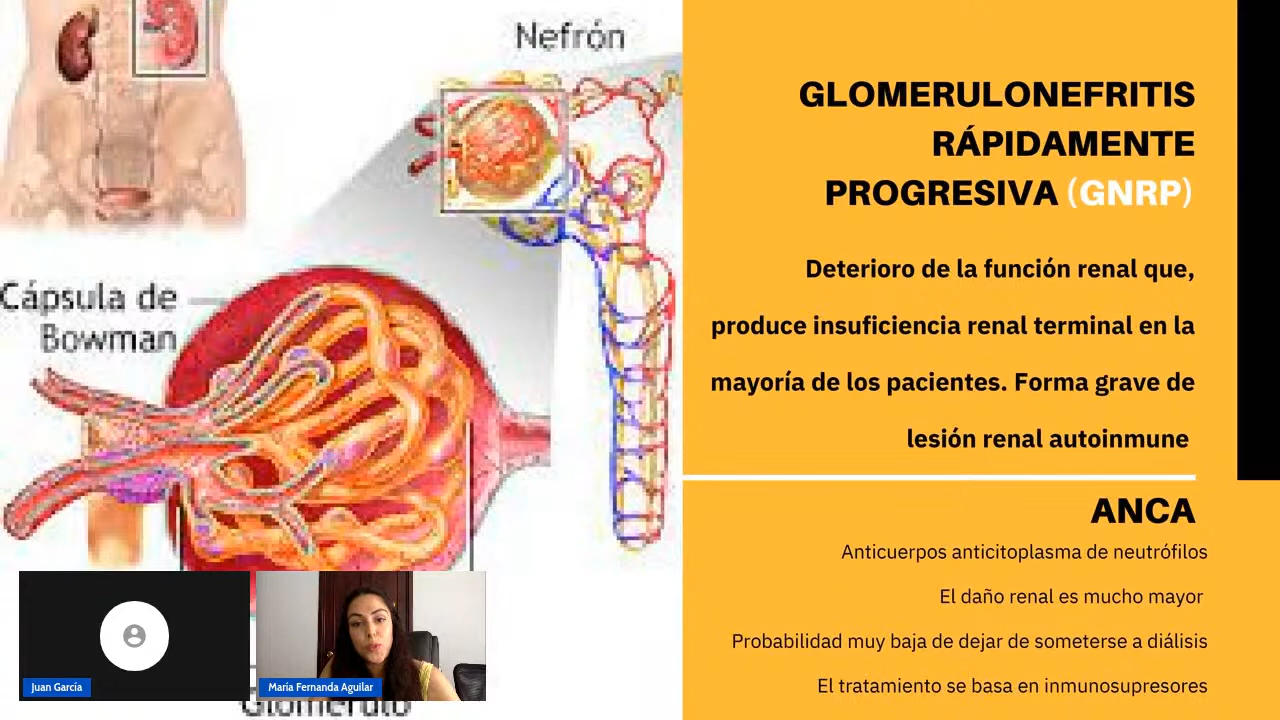 Nefrón
Cápsula de
Bowman
Glomérulo
GLOMERULONEFRITIS
RÁPIDAMENTE
PROGRESIVA (GNRP)
Deterioro de la función renal que,
produce insuficiencia renal terminal en la
mayoría de los pacientes. Forma grave de
lesión renal autoinmune
ANCA
Anticuerpos anticitoplasma de neutrófilos
El daño renal es mucho mayor
Probabilidad muy baja de dejar de someterse a diálisis
El tratamiento se basa en inmunosupresores
Juan García
María Fernanda Aguilar